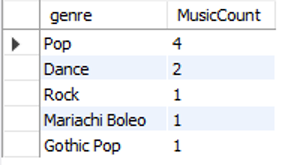 genre MusicCount
Pop 4
Dance 2
Rock 1
Mariachi Boleo 1
Gothic Pop 1